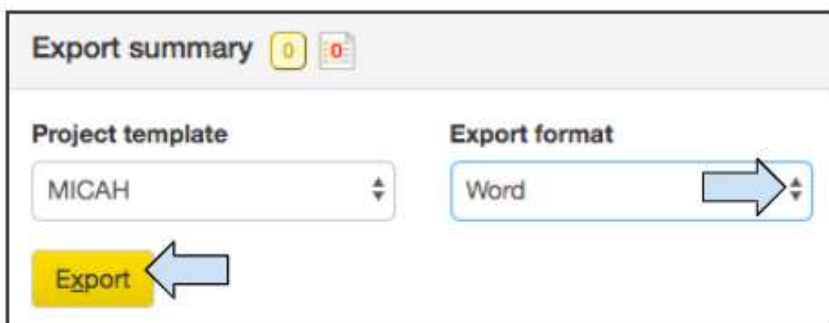 Export summary 0 0
Project template Export format
MICAH Word
Export